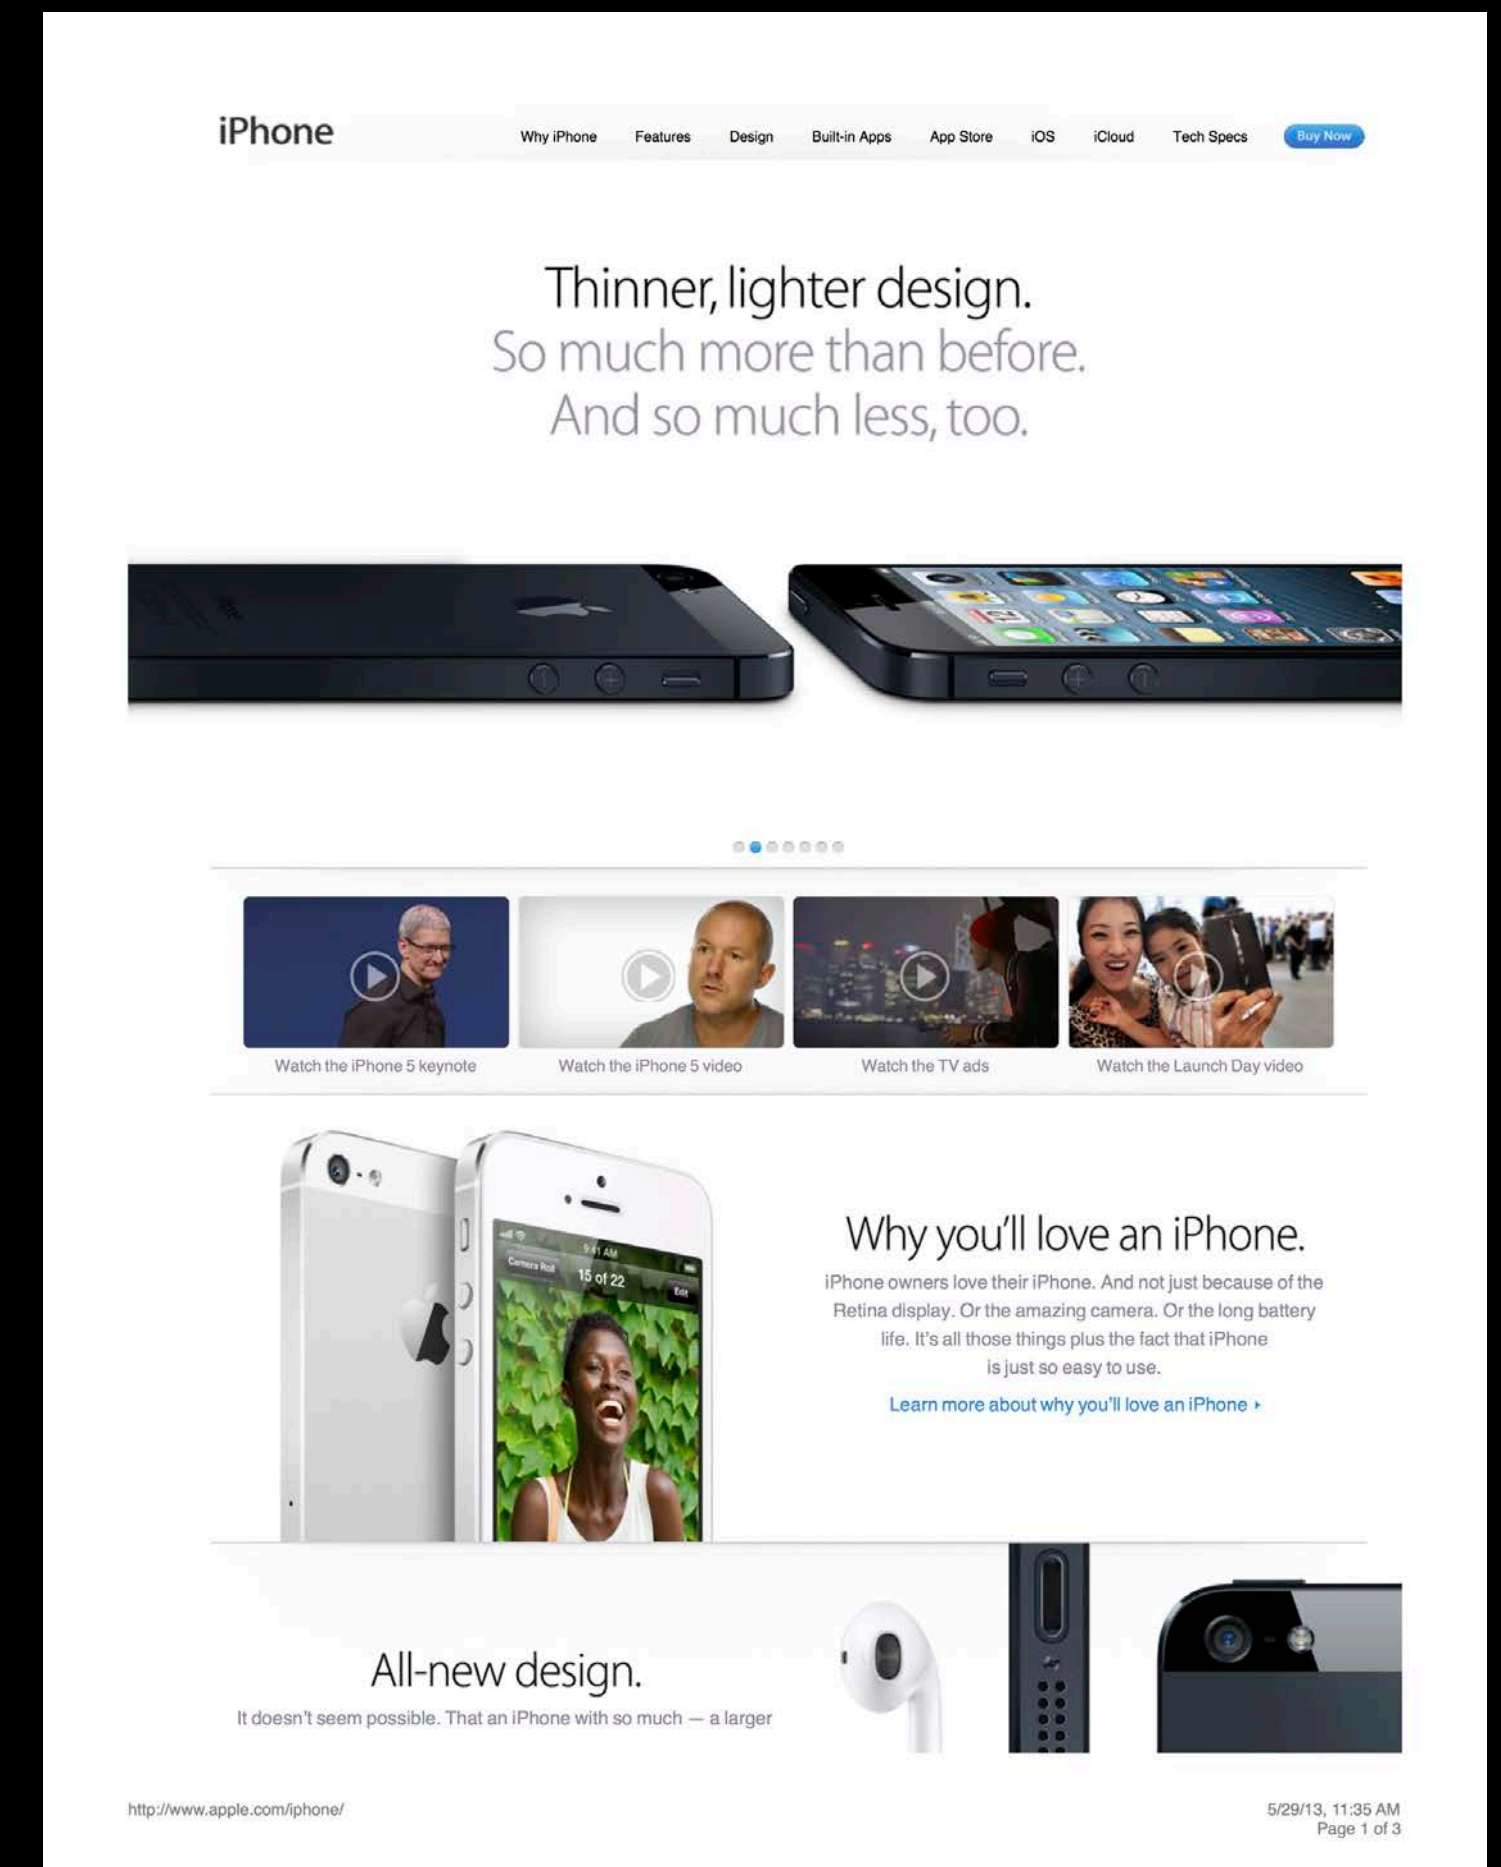 iPhone
Why iPhone Features Design Built-in Apps App Store iOS iCloud Tech Specs Buy Now
Thinner, lighter design.
So much more than before.
And so much less, too.
Watch the iPhone 5 keynote Watch the iPhone 5 video Watch the TV ads Watch the Launch Day video
9:41 AM
Camera Roll 15 of 22 Edit
Why you'll love an iPhone.
iPhone owners love their iPhone. And not just because of the
Retina display. Or the amazing camera. Or the long battery
life. It's all those things plus the fact that iPhone
is just so easy to use.
Learn more about why you'll love an iPhone ▸
All-new design.
It doesn't seem possible. That an iPhone with so much — a larger
http://www.apple.com/iphone/ 5/29/13, 11:35 AM
Page 1 of 3